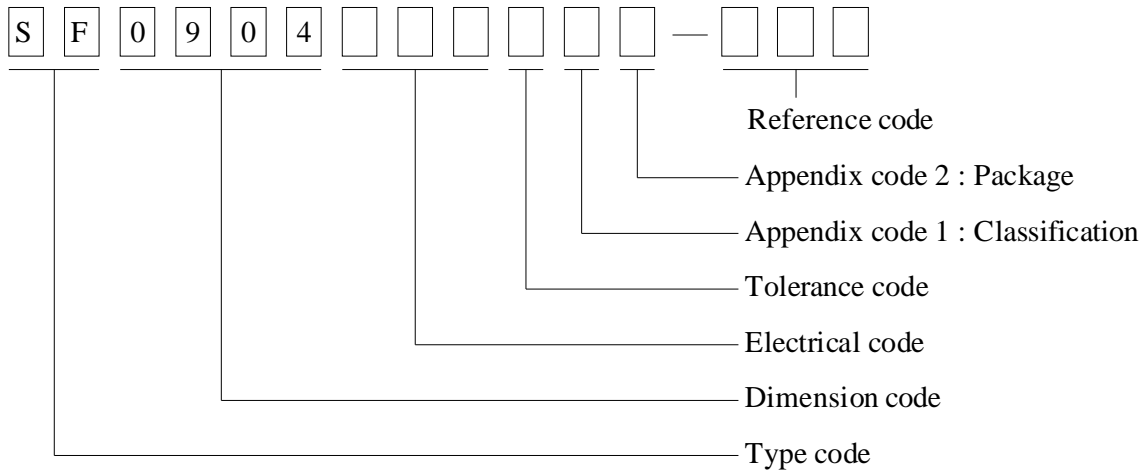 S F 0 9 0 4 —
Reference code
Appendix code 2 : Package
Appendix code 1 : Classification
Tolerance code
Electrical code
Dimension code
Type code